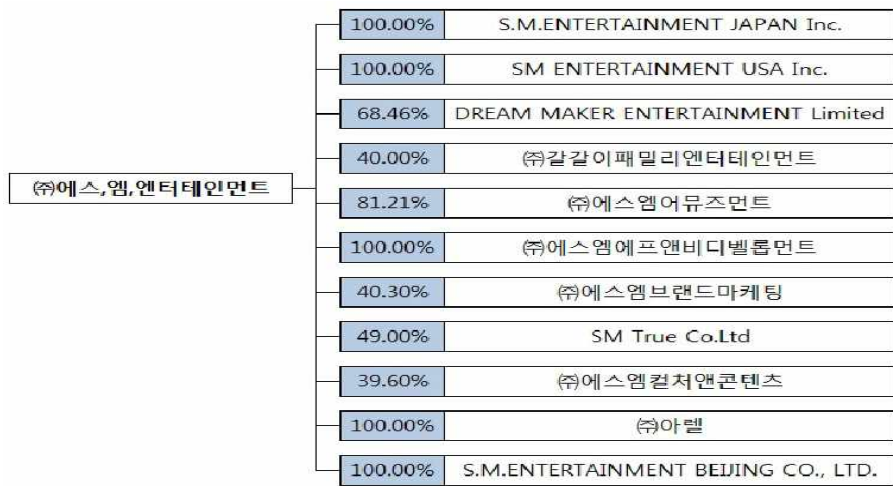 100.00% S.M.ENTERTAINMENT JAPAN Inc.
100.00% SM ENTERTAINMENT USA Inc.
68.46% DREAM MAKER ENTERTAINMENT Limited
40.00% ㈜갈갈이패밀리엔터테인먼트
㈜에스,엠,엔터테인먼트
81.21% ㈜에스엠어뮤즈먼트
100.00% ㈜에스엠에프앤비디벨롭먼트
40.30% ㈜에스엠브랜드마케팅
49.00% SM True Co.Ltd
39.60% ㈜에스엠컬처앤콘텐츠
100.00% ㈜아렐
100.00% S.M.ENTERTAINMENT BEIJING CO., LTD.